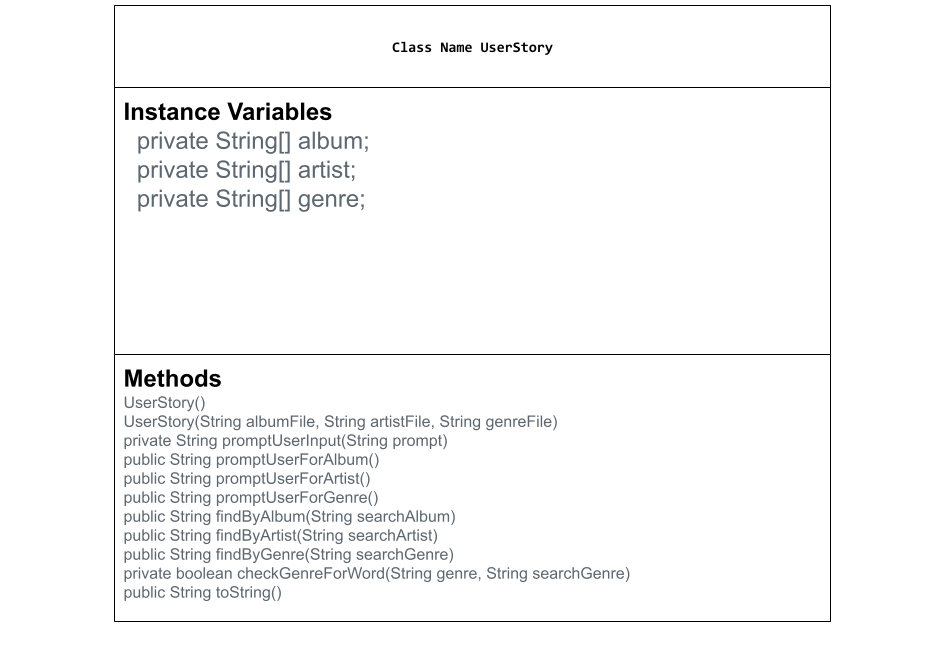 Class Name UserStory
Instance Variables
private String[] album;
private String[] artist;
private String[] genre;
Methods
UserStory()
UserStory(String albumFile, String artistFile, String genreFile)
private String promptUserInput(String prompt)
public String promptUserForAlbum()
public String promptUserForArtist()
public String promptUserForGenre()
public String findByAlbum(String searchAlbum)
public String findByArtist(String searchArtist)
public String findByGenre(String searchGenre)
private boolean checkGenreForWord(String genre, String searchGenre)
public String toString()